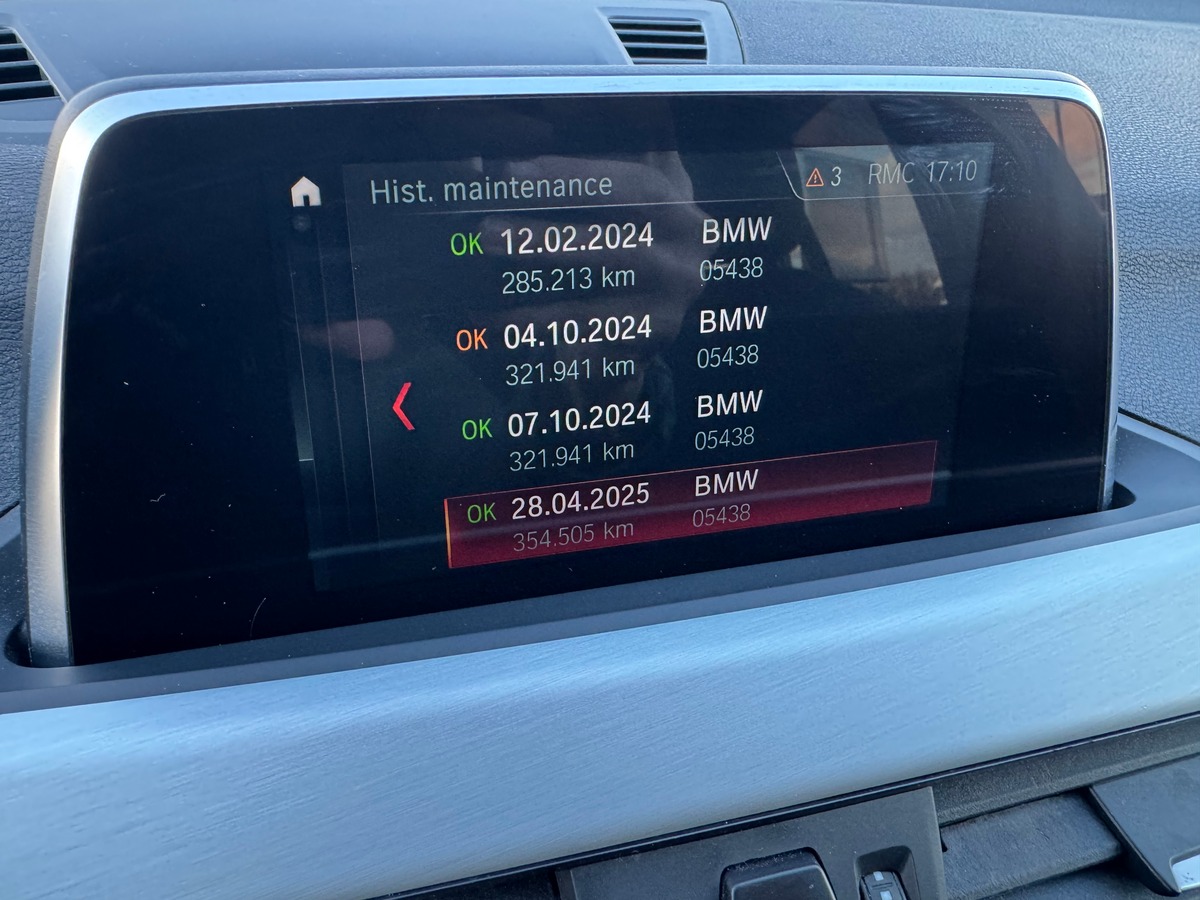 Hist. maintenance
3 RMC 17:10
OK 12.02.2024 BMW
285.213 km 05438
OK 04.10.2024 BMW
321.941 km 05438
OK 07.10.2024 BMW
321.941 km 05438
OK 28.04.2025 BMW
354.505 km 05438